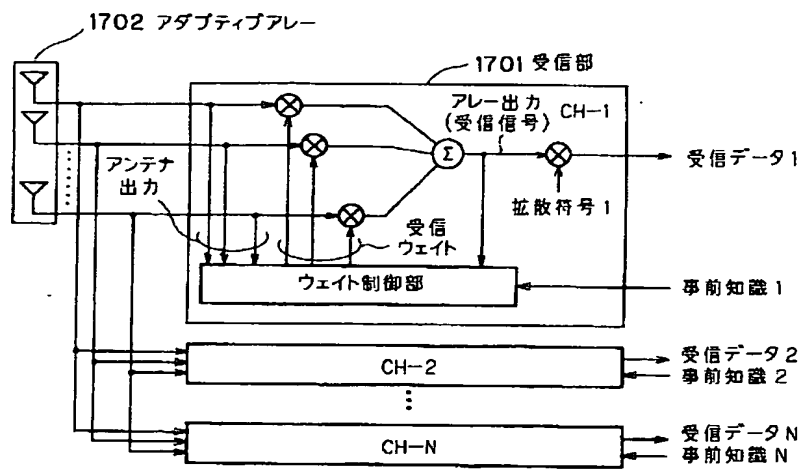 1702 アダプティブアレー
1701 受信部
アレー出力
(受信信号)
CH-1
Σ
受信データ1
拡散符号1
アンテナ
出力
受信
ウェイト
ウェイト制御部
事前知識1
CH-2
受信データ2
事前知識2
CH-N
受信データN
事前知識N